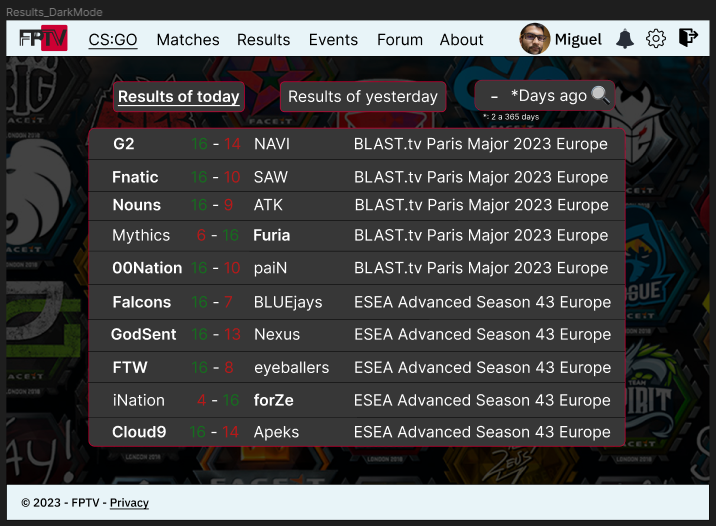 Results_DarkMode
FPTV CS:GO Matches Results Events Forum About Miguel
Results of today Results of yesterday - *Days ago
*: 2 a 365 days
G2 16 - 14 NAVI BLAST.tv Paris Major 2023 Europe
Fnatic 16 - 10 SAW BLAST.tv Paris Major 2023 Europe
Nouns 16 - 9 ATK BLAST.tv Paris Major 2023 Europe
Mythics 6 - 16 Furia BLAST.tv Paris Major 2023 Europe
00Nation 16 - 10 paiN BLAST.tv Paris Major 2023 Europe
Falcons 16 - 7 BLUEjays ESEA Advanced Season 43 Europe
GodSent 16 - 13 Nexus ESEA Advanced Season 43 Europe
FTW 16 - 8 eyeballers ESEA Advanced Season 43 Europe
iNation 4 - 16 forZe ESEA Advanced Season 43 Europe
Cloud9 16 - 14 Apeks ESEA Advanced Season 43 Europe
© 2023 - FPTV - Privacy